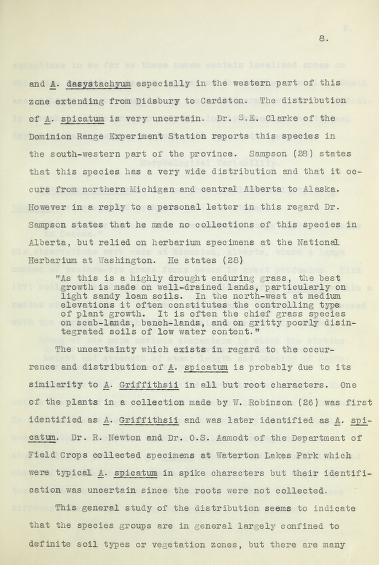 8.
and A. dasystachyum especially in the western part of this
zone extending from Didsbury to Cardston. The distribution
of A. spicatum is very uncertain. Dr. S.E. Clarke of the
Dominion Range Experiment Station reports this species in
the south-western part of the province. Sampson (28) states
that this species has a very wide distribution and that it oc-
curs from northern Michigan and central Alberta to Alaska.
However in a reply to a personal letter in this regard Dr.
Sampson states that he made no collections of this species in
Alberta, but relied on herbarium specimens at the National
Herbarium at Washington. He states (28)
"As this is a highly drought enduring grass, the best
growth is made on well-drained lands, particularly on
light sandy loam soils. In the north-west at medium
elevations it often constitutes the controlling type
of plant growth. It is often the chief grass species
on scab-lands, bench-lands, and on gritty poorly disin-
tegrated soils of low water content."
The uncertainty which exists in regard to the occur-
rence and distribution of A. spicatum is probably due to its
similarity to A. Griffithsii in all but root characters. One
of the plants in a collection made by W. Robinson (26) was first
identified as A. Griffithsii and was later identified as A. spi-
catum. Dr. R. Newton and Dr. O.S. Aamodt of the Department of
Field Crops collected specimens at Waterton Lakes Park which
were typical A. spicatum in spike characters but their identifi-
cation was uncertain since the roots were not collected.
This general study of the distribution seems to indicate
that the species groups are in general largely confined to
definite soil types or vegetation zones, but there are many